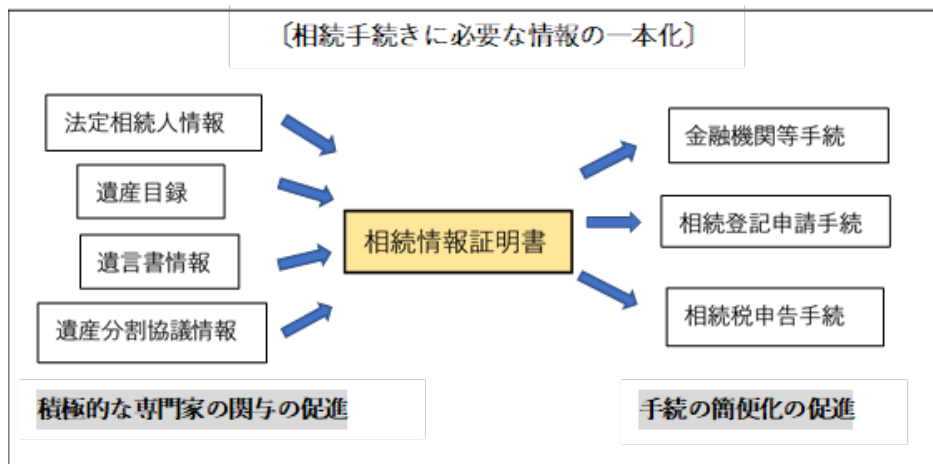 〔相続手続きに必要な情報の一本化〕
法定相続人情報
遺産目録
遺言書情報
遺産分割協議情報
相続情報証明書
金融機関等手続
相続登記申請手続
相続税申告手続
積極的な専門家の関与の促進
手続の簡便化の促進